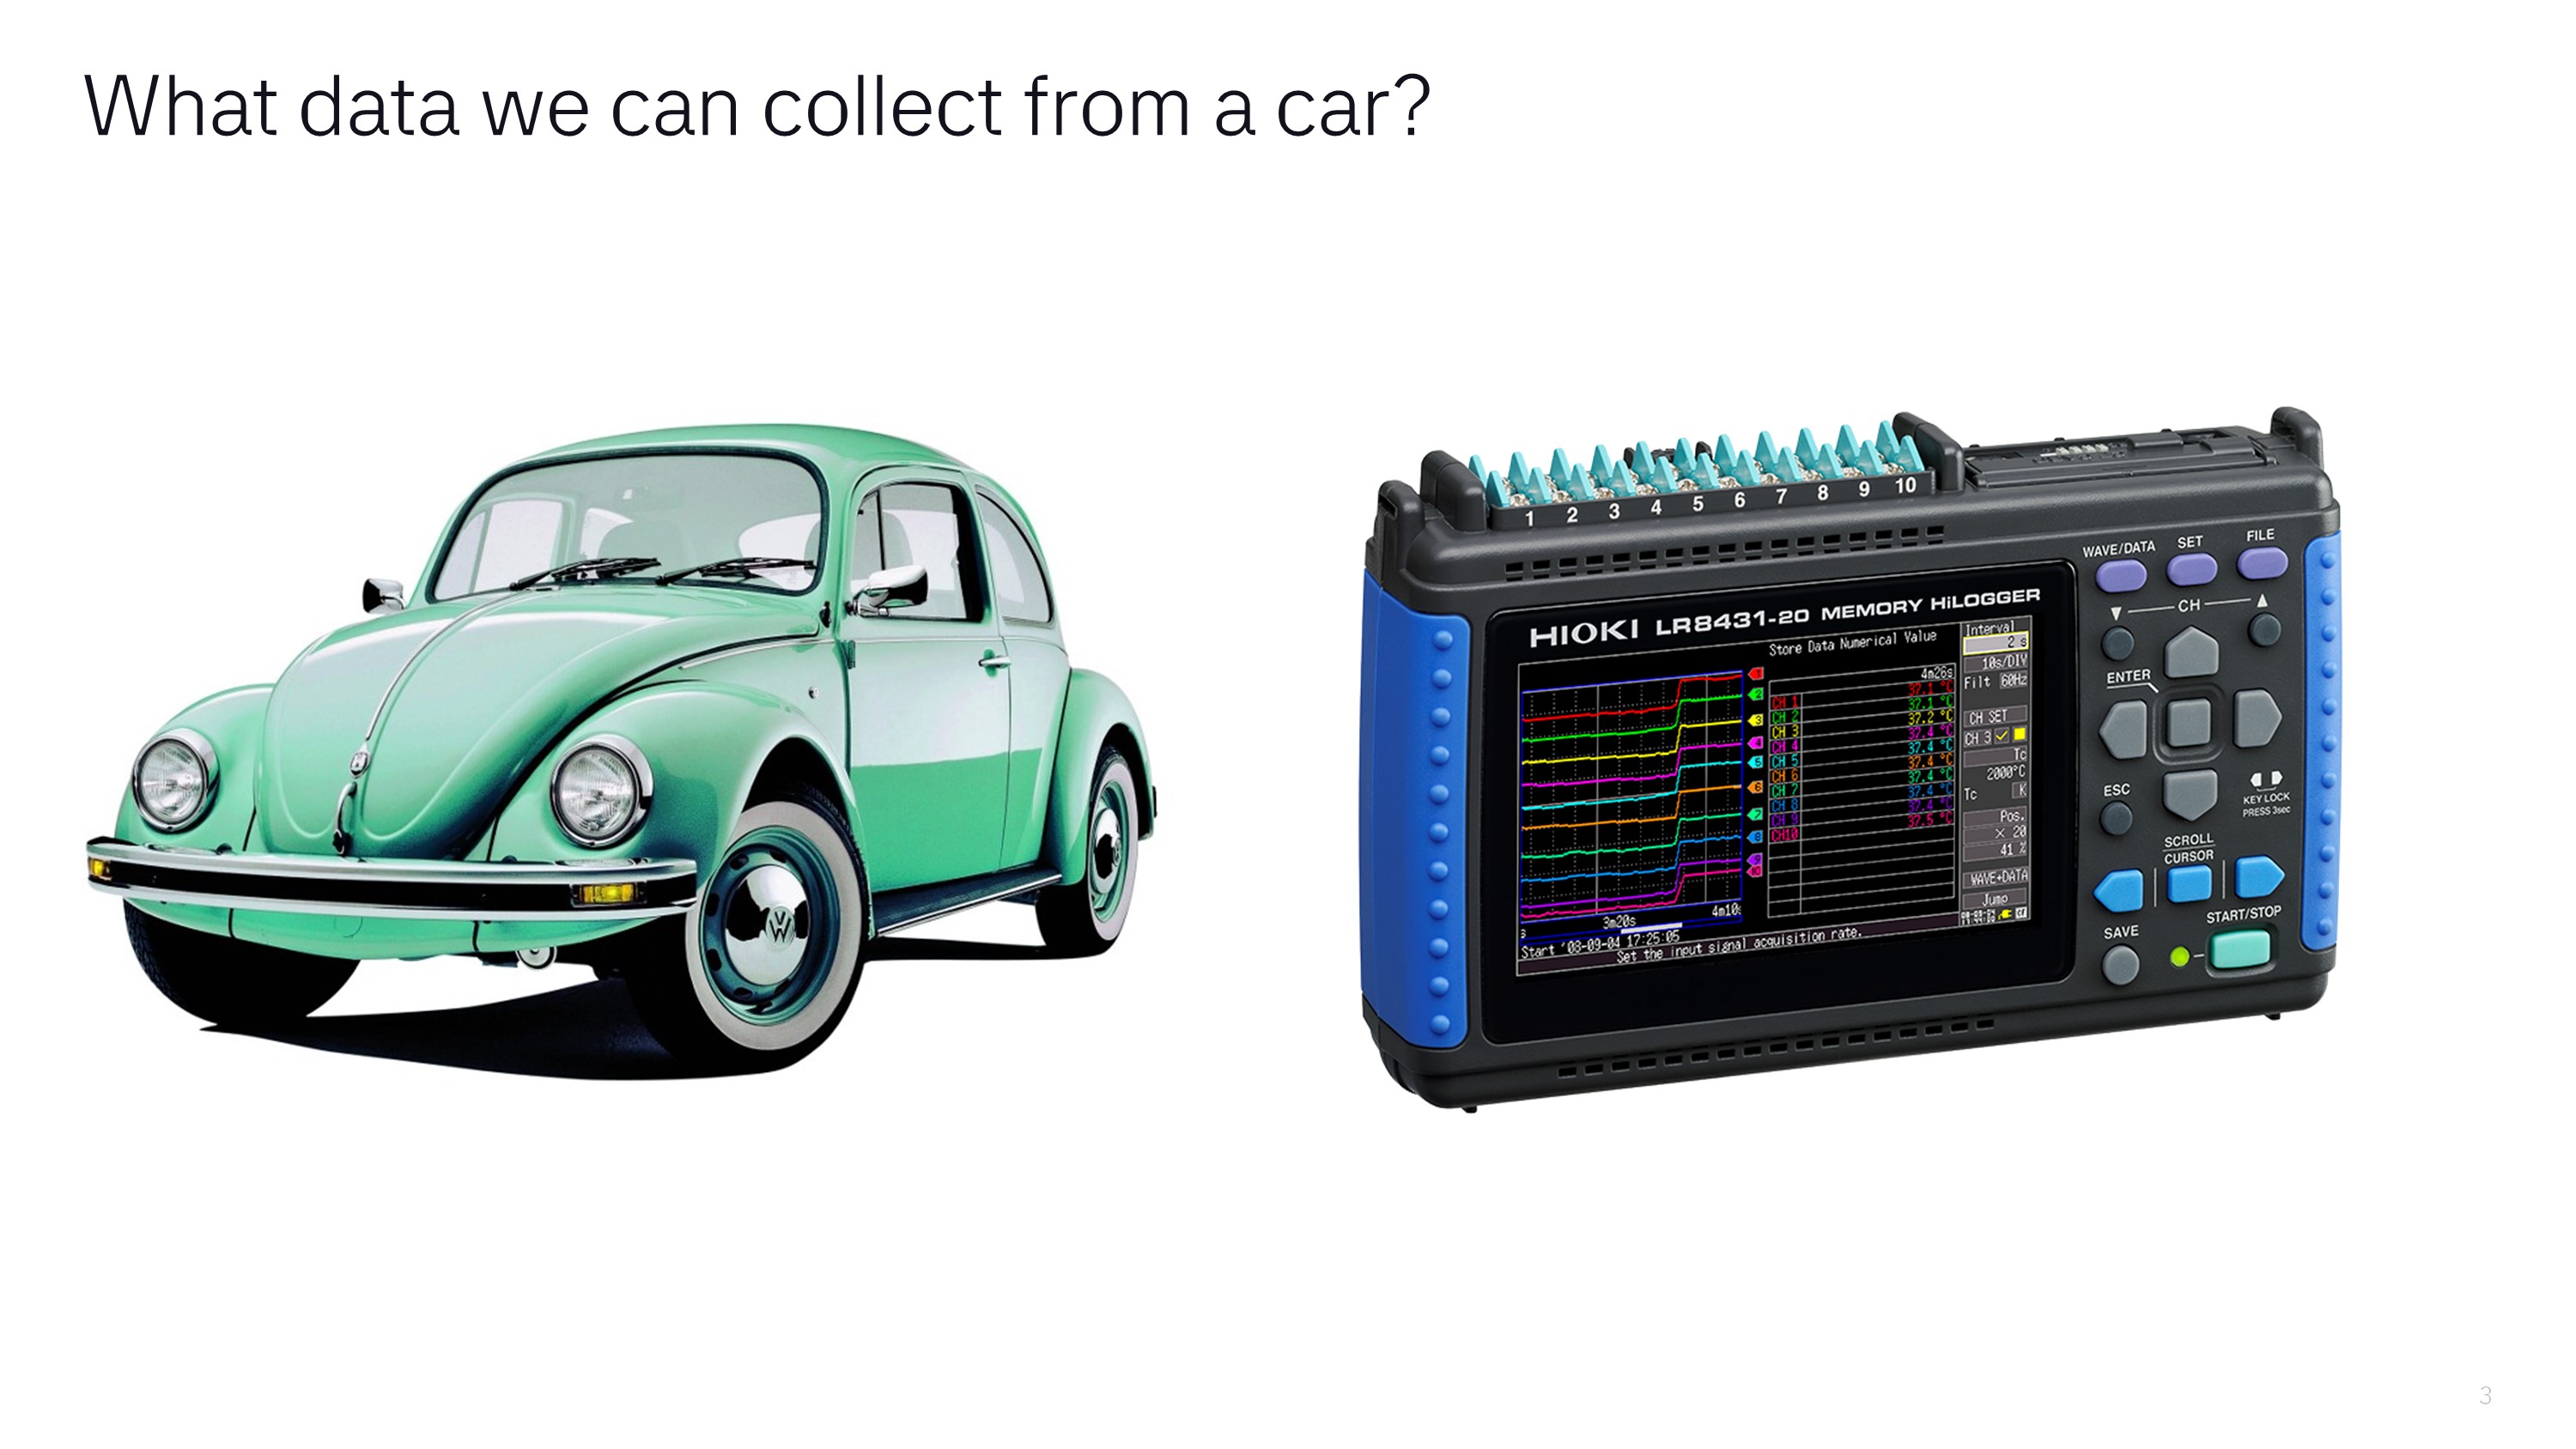 What data we can collect from a car?
1 2 3 4 5 6 7 8 9 10
WAVE/DATA SET FILE
CH
HIOKI LR8431-20 MEMORY HiLOGGER
Store Data Numerical Value
Interval
2 s
10s/DIV
Filt 60Hz
ENTER
4m26s
37.1 °C
CH 1 37.1 °C
CH 2 37.2 °C
CH 3 37.4 °C
CH 4 37.4 °C
CH 5 37.4 °C
CH 6 37.4 °C
CH 7 37.4 °C
CH 8 37.4 °C
CH 9 37.5 °C
CH10
CH SET
CH 3
Tc
2000°C
Tc K
Pos.
× 20
41 %
WAVE+DATA
Jump
ESC
KEY LOCK
PRESS 3sec
SCROLL
CURSOR
START/STOP
SAVE
3m20s 4m10s
Start '08-09-04 17:25:05
Set the input signal acquisition rate.
VW
3